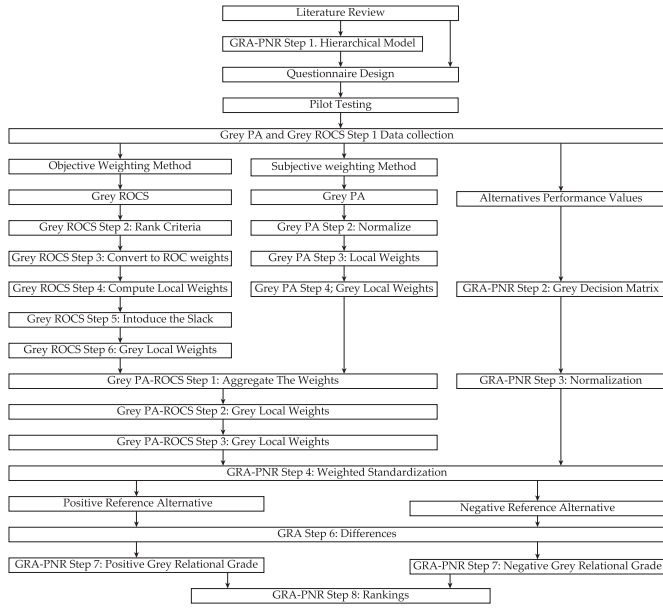 Literature Review
GRA-PNR Step 1. Hierarchical Model
Questionnaire Design
Pilot Testing
Grey PA and Grey ROCS Step 1 Data collection
Objective Weighting Method
Subjective weighting Method
Grey ROCS
Grey PA
Alternatives Performance Values
Grey ROCS Step 2: Rank Criteria
Grey PA Step 2: Normalize
Grey ROCS Step 3: Convert to ROC weights
Grey PA Step 3: Local Weights
Grey ROCS Step 4: Compute Local Weights
Grey PA Step 4; Grey Local Weights
GRA-PNR Step 2: Grey Decision Matrix
Grey ROCS Step 5: Intoduce the Slack
Grey ROCS Step 6: Grey Local Weights
Grey PA-ROCS Step 1: Aggregate The Weights
GRA-PNR Step 3: Normalization
Grey PA-ROCS Step 2: Grey Local Weights
Grey PA-ROCS Step 3: Grey Local Weights
GRA-PNR Step 4: Weighted Standardization
Positive Reference Alternative
Negative Reference Alternative
GRA Step 6: Differences
GRA-PNR Step 7: Positive Grey Relational Grade
GRA-PNR Step 7: Negative Grey Relational Grade
GRA-PNR Step 8: Rankings